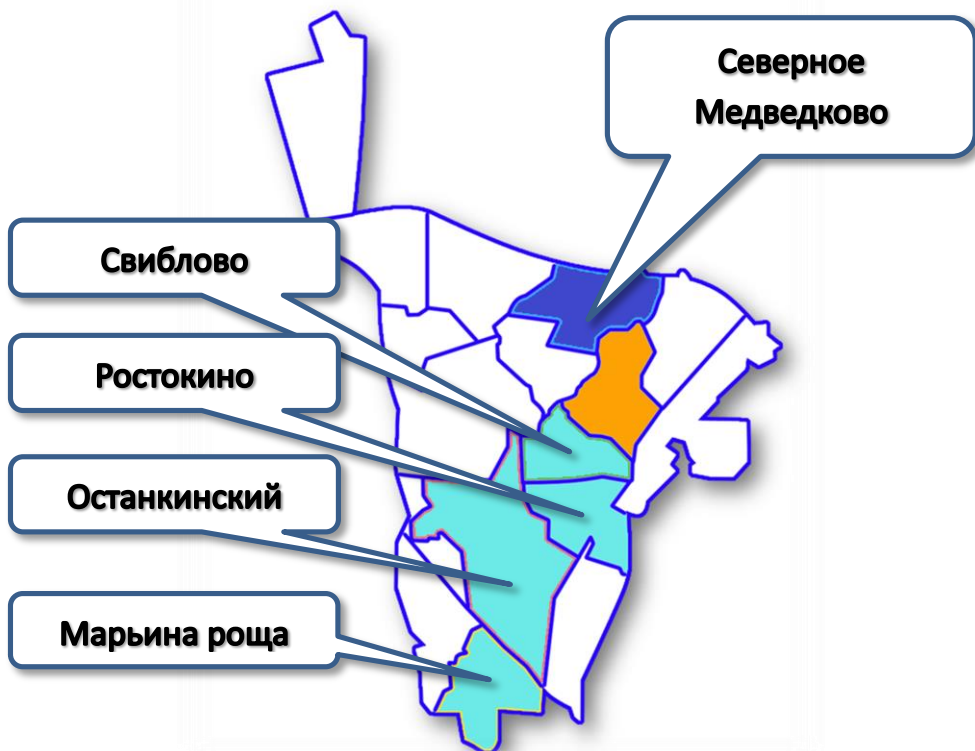 Северное
Медведково
Свиблово
Ростокино
Останкинский
Марьина роща